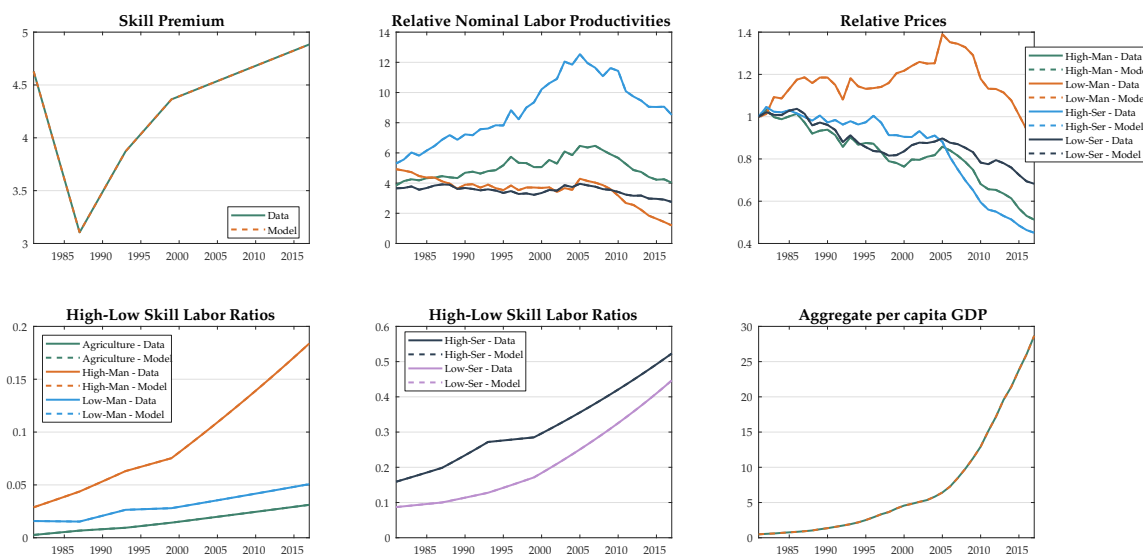 Skill Premium
5
4.5
4
3.5
3
1985 1990 1995 2000 2005 2010 2015
Data
Model
Relative Nominal Labor Productivities
14
12
10
8
6
4
2
0
1985 1990 1995 2000 2005 2010 2015
Relative Prices
1.4
1.2
1
0.8
0.6
0.4
1985 1990 1995 2000 2005 2010 2015
High-Man - Data
High-Man - Model
Low-Man - Data
Low-Man - Model
High-Ser - Data
High-Ser - Model
Low-Ser - Data
Low-Ser - Model
High-Low Skill Labor Ratios
0.2
0.15
0.1
0.05
0
1985 1990 1995 2000 2005 2010 2015
Agriculture - Data
Agriculture - Model
High-Man - Data
High-Man - Model
Low-Man - Data
Low-Man - Model
High-Low Skill Labor Ratios
0.6
0.5
0.4
0.3
0.2
0.1
0
1985 1990 1995 2000 2005 2010 2015
High-Ser - Data
High-Ser - Model
Low-Ser - Data
Low-Ser - Model
Aggregate per capita GDP
30
25
20
15
10
5
0
1985 1990 1995 2000 2005 2010 2015